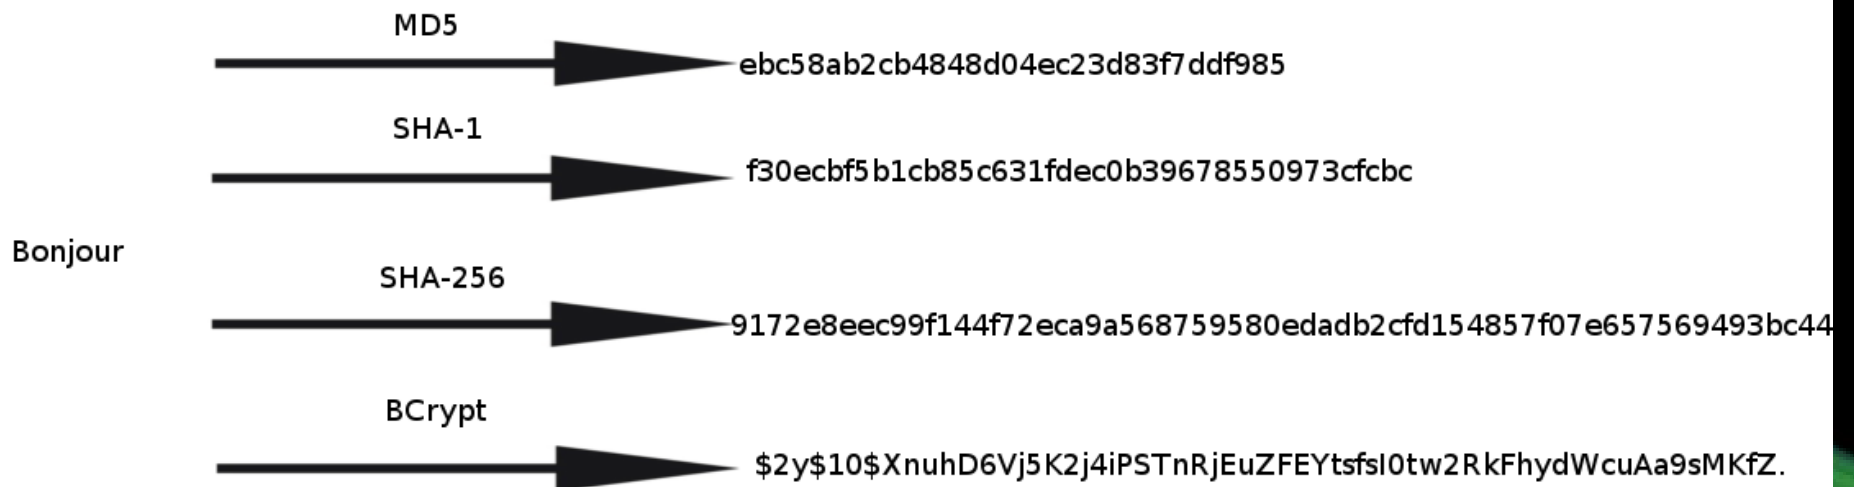 MD5
ebc58ab2cb4848d04ec23d83f7ddf985
SHA-1
f30ecbf5b1cb85c631fdec0b39678550973cfcbc
Bonjour
SHA-256
9172e8eec99f144f72eca9a568759580edadb2cfd154857f07e657569493bc44
BCrypt
$2y$10$XnuhD6Vj5K2j4iPSTnRjEuZFEYtsfsI0tw2RkFhydWcuAa9sMKfZ.